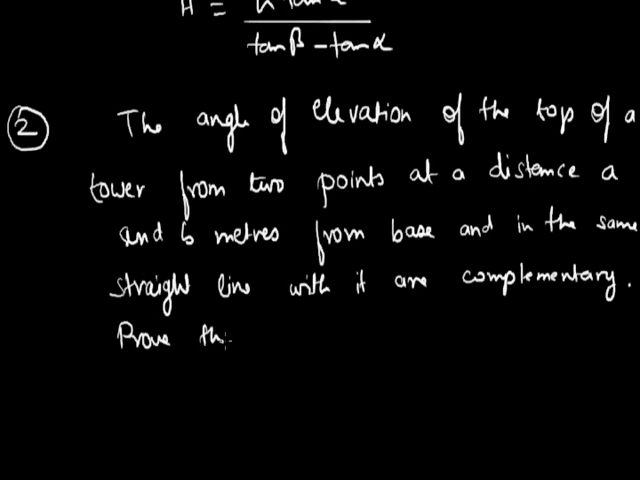 H =
tanβ - tanα
② The angle of elevation of the top of a
tower from two points at a distance a
and b metres from base and in the same
straight line with it are complementary.
Prove th